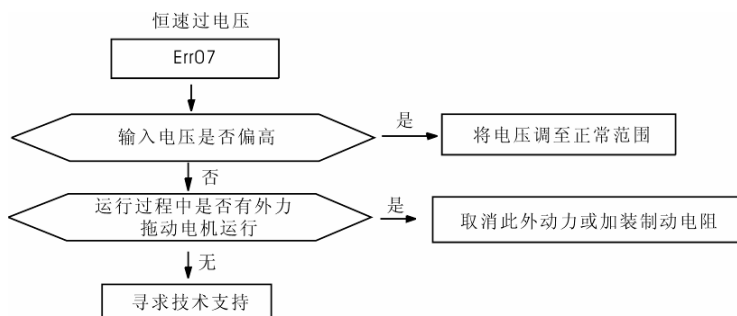 恒速过电压
Err07
输入电压是否偏高
是
将电压调至正常范围
否
运行过程中是否有外力
拖动电机运行
是
取消此外动力或加装制动电阻
无
寻求技术支持